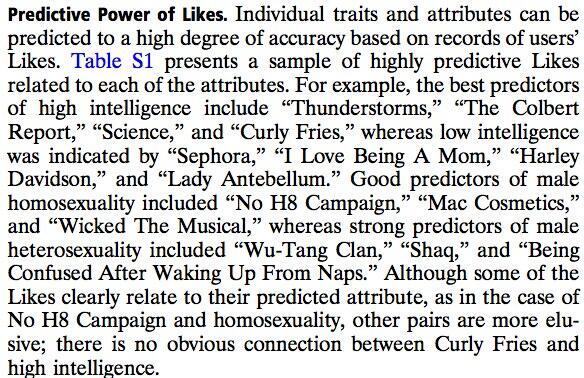 Predictive Power of Likes. Individual traits and attributes can be
predicted to a high degree of accuracy based on records of users’
Likes. Table S1 presents a sample of highly predictive Likes
related to each of the attributes. For example, the best predictors
of high intelligence include “Thunderstorms,” “The Colbert
Report,” “Science,” and “Curly Fries,” whereas low intelligence
was indicated by “Sephora,” “I Love Being A Mom,” “Harley
Davidson,” and “Lady Antebellum.” Good predictors of male
homosexuality included “No H8 Campaign,” “Mac Cosmetics,”
and “Wicked The Musical,” whereas strong predictors of male
heterosexuality included “Wu-Tang Clan,” “Shaq,” and “Being
Confused After Waking Up From Naps.” Although some of the
Likes clearly relate to their predicted attribute, as in the case of
No H8 Campaign and homosexuality, other pairs are more elu-
sive; there is no obvious connection between Curly Fries and
high intelligence.